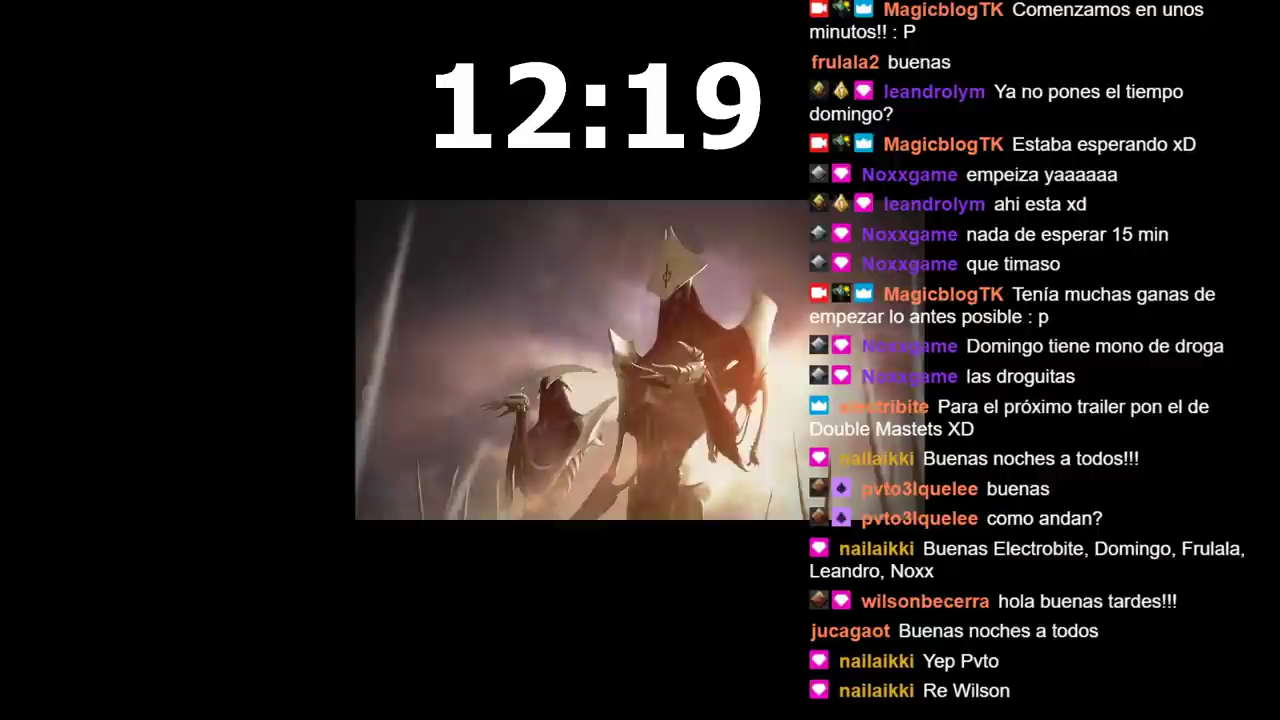 12:19
MagicblogTK Comenzamos en unos
minutos!! : P
frulala2 buenas
leandrolym Ya no pones el tiempo
domingo?
MagicblogTK Estaba esperando xD
Noxxgame empeiza yaaaaaa
leandrolym ahi esta xd
Noxxgame nada de esperar 15 min
Noxxgame que timaso
MagicblogTK Tenía muchas ganas de
empezar lo antes posible : p
Noxxgame Domingo tiene mono de droga
Noxxgame las droguitas
electribite Para el próximo trailer pon el de
Double Mastets XD
nailaikki Buenas noches a todos!!!
pvto3lquelee buenas
pvto3lquelee como andan?
nailaikki Buenas Electrobite, Domingo, Frulala,
Leandro, Noxx
wilsonbecerra hola buenas tardes!!!
jucagaot Buenas noches a todos
nailaikki Yep Pvto
nailaikki Re Wilson